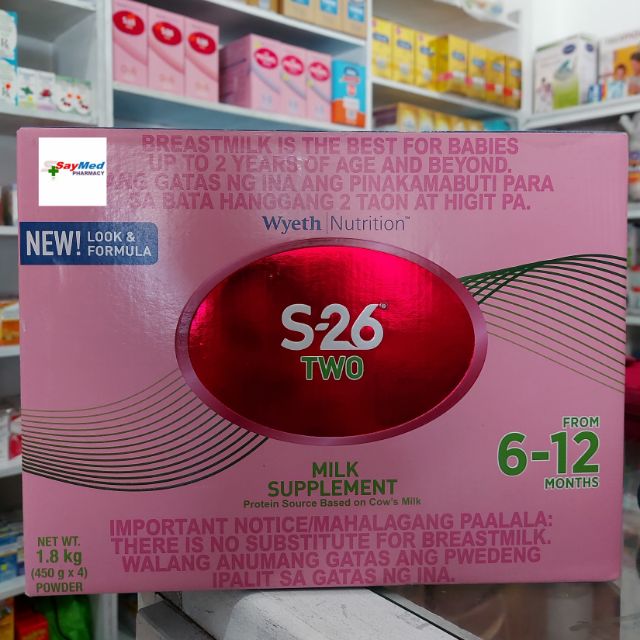 BREASTMILK IS THE BEST FOR BABIES
UP TO 2 YEARS OF AGE AND BEYOND.
ANG GATAS NG INA ANG PINAKAMABUTI PARA
SA BATA HANGGANG 2 TAON AT HIGIT PA.
SayMed
PHARMACY
Wyeth | Nutrition™
NEW! LOOK &
FORMULA
S-26®
TWO
FROM
6-12
MONTHS
MILK
SUPPLEMENT
Protein Source Based on Cow's Milk
NET WT.
1.8 kg
(450 g x 4)
POWDER
IMPORTANT NOTICE/MAHALAGANG PAALALA:
THERE IS NO SUBSTITUTE FOR BREASTMILK.
WALANG ANUMANG GATAS ANG PWEDENG
IPALIT SA GATAS NG INA.